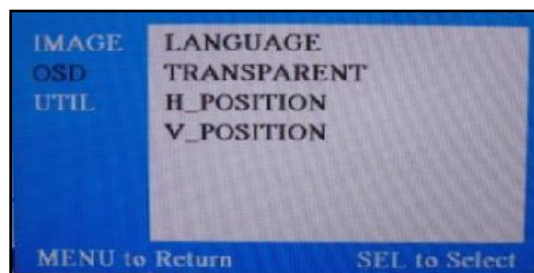 IMAGE LANGUAGE
OSD TRANSPARENT
UTIL H_POSITION
V_POSITION
MENU to Return SEL to Select